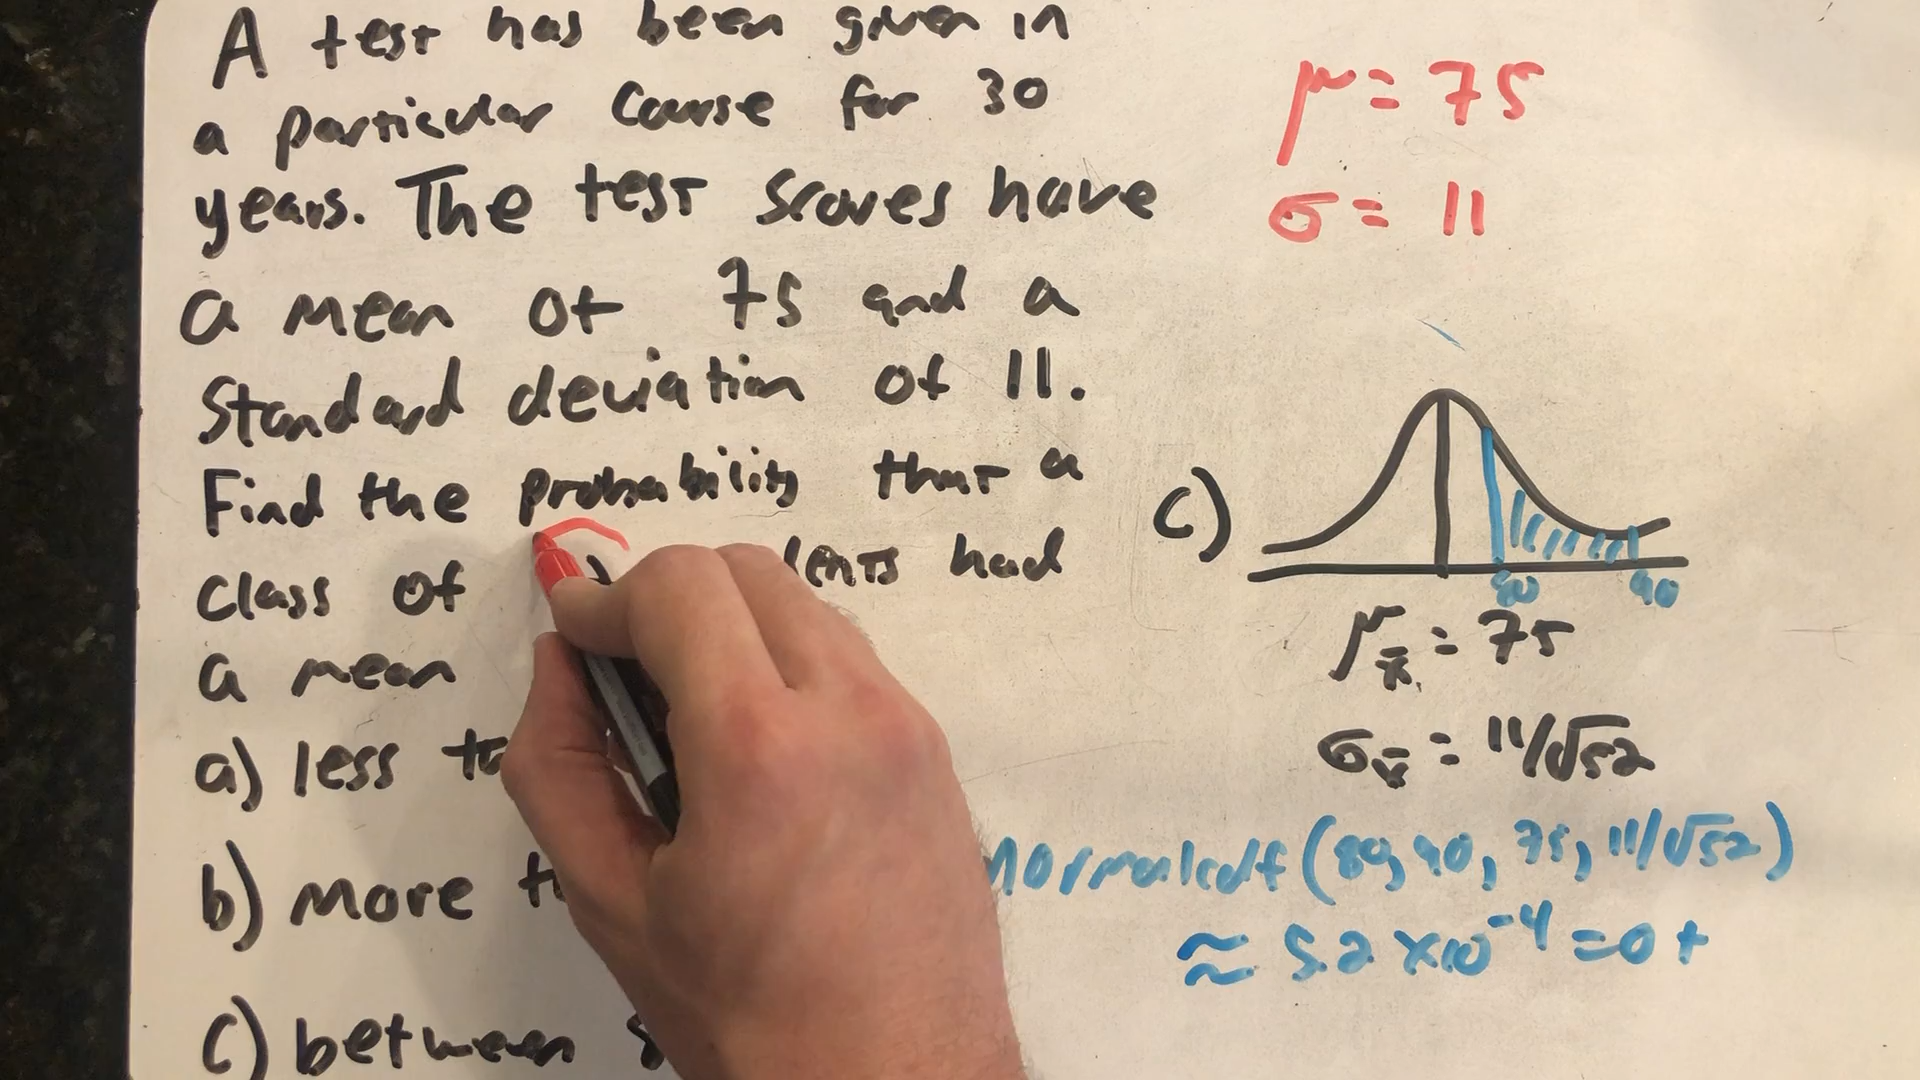 A test has been given in
a particular course for 30
years. The test scores have
a mean of 75 and a
Standard deviation of 11.
Find the probability that a
class of had
a mean
a) less
b) more
c) between
μ = 75
σ = 11
c)
80 90
μx̄ = 75
σx̄ = 11/√52
normalcdf (80, 90, 75, 11/√52)
≈ 5.2 × 10⁻⁴ = 0 +